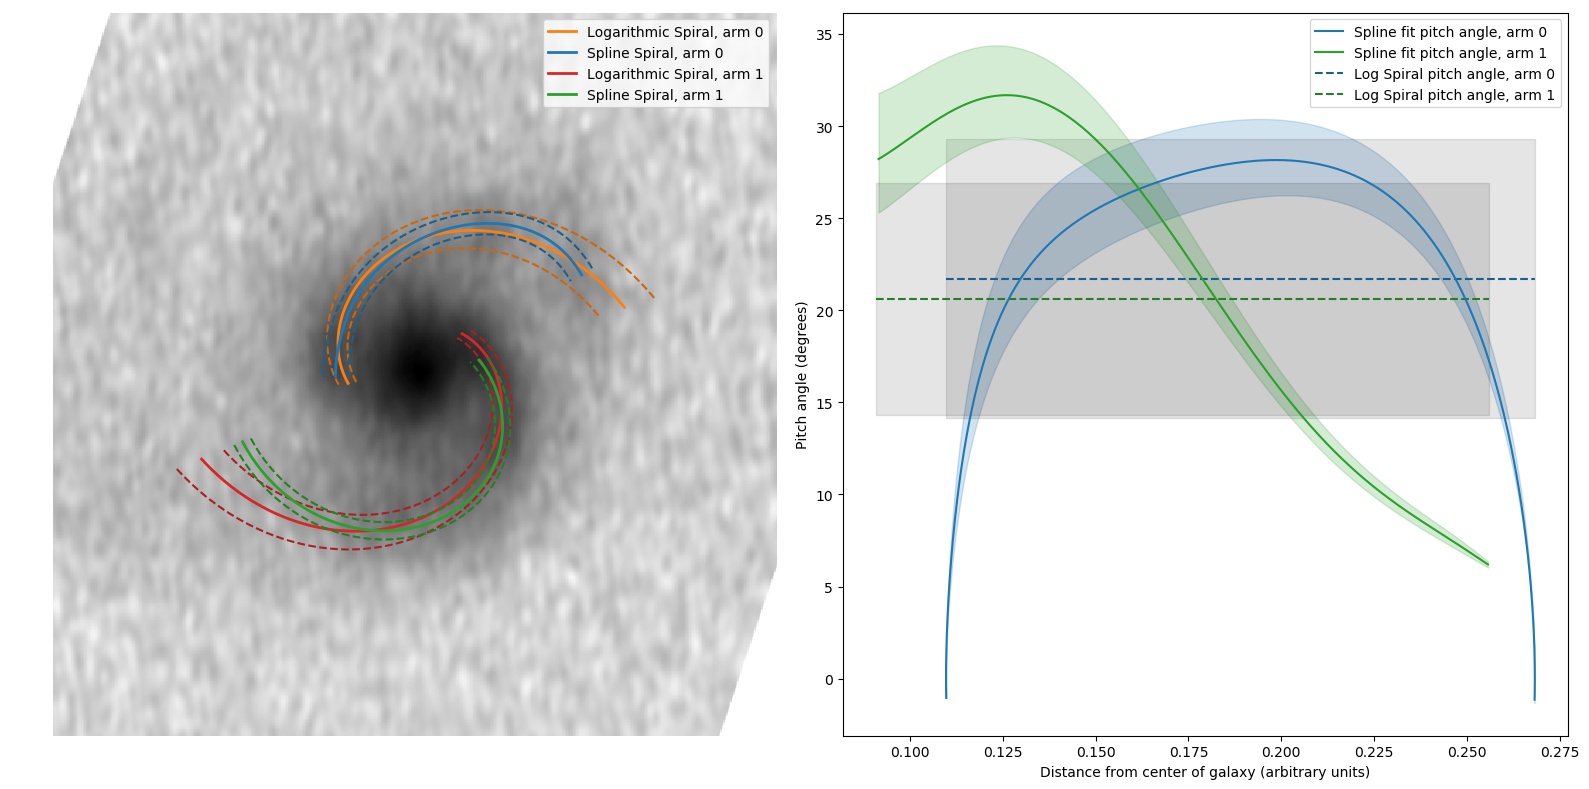 Logarithmic Spiral, arm 0
Spline Spiral, arm 0
Logarithmic Spiral, arm 1
Spline Spiral, arm 1
Spline fit pitch angle, arm 0
Spline fit pitch angle, arm 1
Log Spiral pitch angle, arm 0
Log Spiral pitch angle, arm 1
Pitch angle (degrees)
35
30
25
20
15
10
5
0
0.100
0.125
0.150
0.175
0.200
0.225
0.250
0.275
Distance from center of galaxy (arbitrary units)